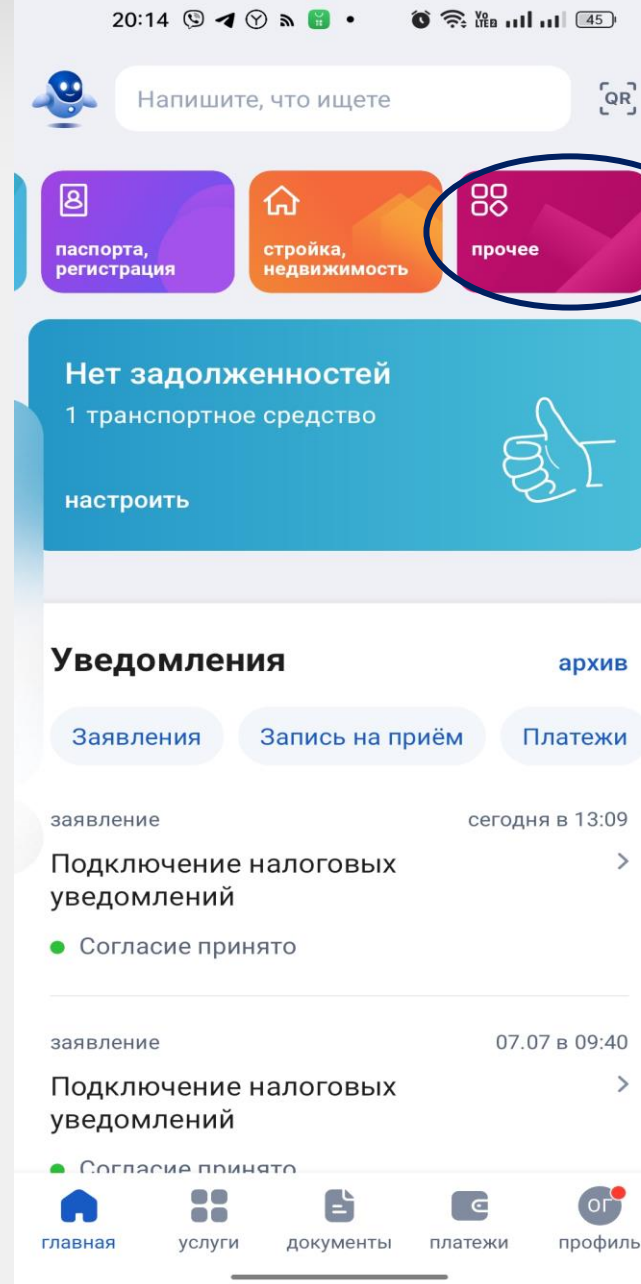 20:14 45
Напишите, что ищете QR
паспорта,
регистрация
стройка,
недвижимость
прочее
Нет задолженностей
1 транспортное средство
настроить
Уведомления архив
Заявления Запись на приём Платежи
заявление сегодня в 13:09
Подключение налоговых
уведомлений
Согласие принято
заявление 07.07 в 09:40
Подключение налоговых
уведомлений
Согласие принято
ОГ
главная услуги документы платежи профиль